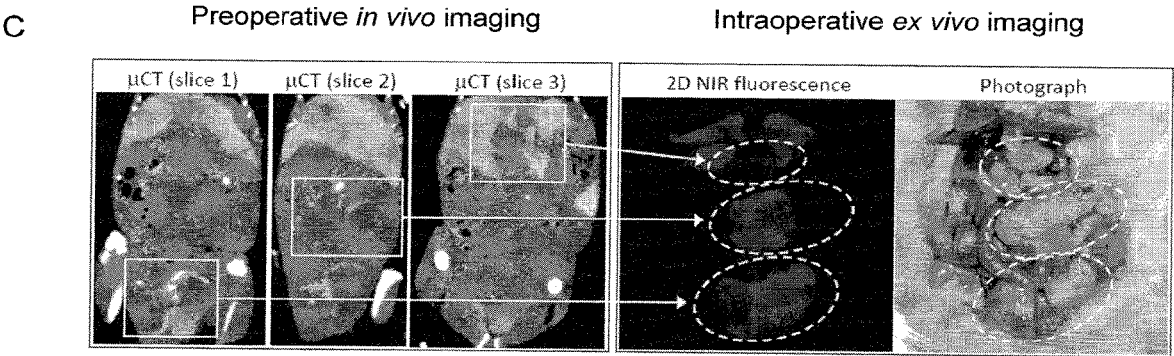 C
Preoperative in vivo imaging
Intraoperative ex vivo imaging
μCT (slice 1)
μCT (slice 2)
μCT (slice 3)
2D NIR fluorescence
Photograph